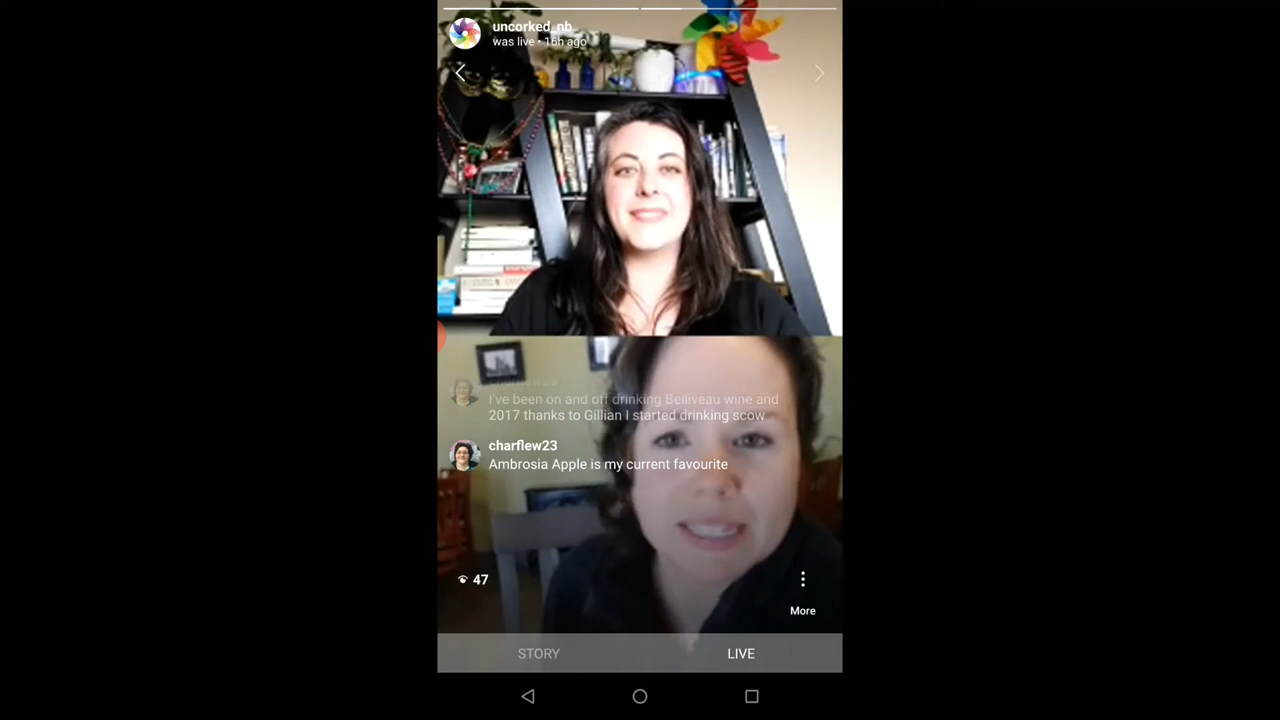 uncorked_nb
was live • 16h ago
charflew23
I've been on and off drinking Belliveau wine and
2017 thanks to Gillian I started drinking scow
charflew23
Ambrosia Apple is my current favourite
47
More
STORY
LIVE